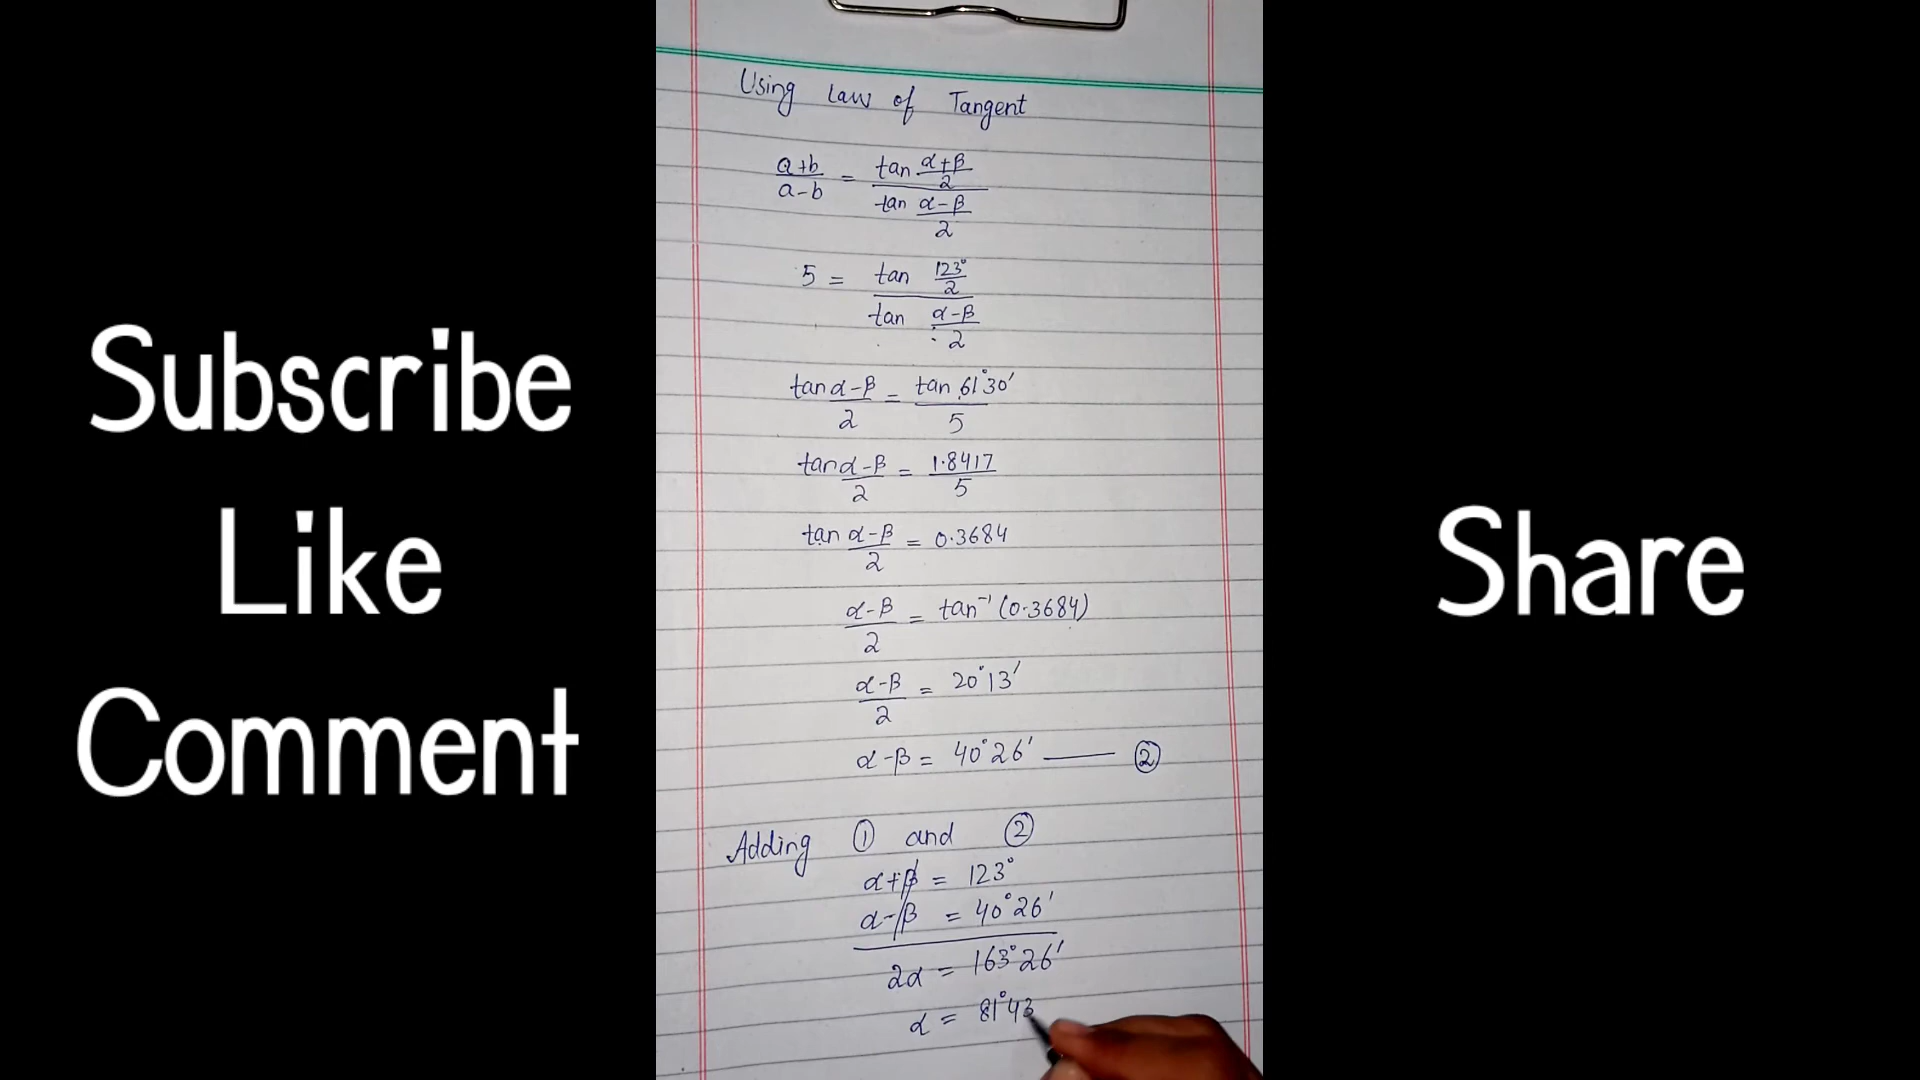 Subscribe
Like
Comment
Using Law of Tangent
a+b/a-b = tan α+β/2 / tan α-β/2
5 = tan 123°/2 / tan α-β/2
tan α-β/2 = tan 61°30′/5
tan α-β/2 = 1.8417/5
tan α-β/2 = 0.3684
α-β/2 = tan⁻¹ (0.3684)
α-β/2 = 20°13′
α-β = 40°26′ —— ②
Adding ① and ②
α+β = 123°
α-β = 40°26′
2α = 163°26′
α = 81°43
Share